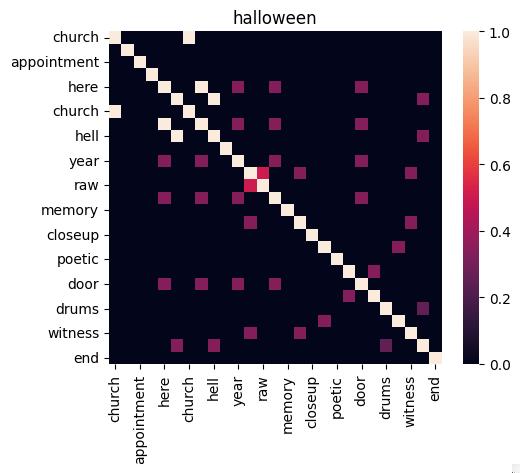 halloween
church
appointment
here
church
hell
year
raw
memory
closeup
poetic
door
drums
witness
end
church
appointment
here
church
hell
year
raw
memory
closeup
poetic
door
drums
witness
end
1.0
0.8
0.6
0.4
0.2
0.0